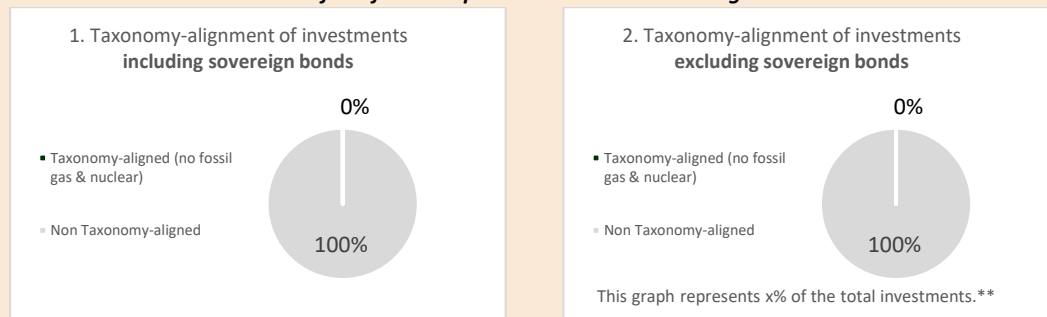 1. Taxonomy-alignment of investments
including sovereign bonds
0%
Taxonomy-aligned (no fossil
gas & nuclear)
Non Taxonomy-aligned
100%
2. Taxonomy-alignment of investments
excluding sovereign bonds
0%
Taxonomy-aligned (no fossil
gas & nuclear)
Non Taxonomy-aligned
100%
This graph represents x% of the total investments.**